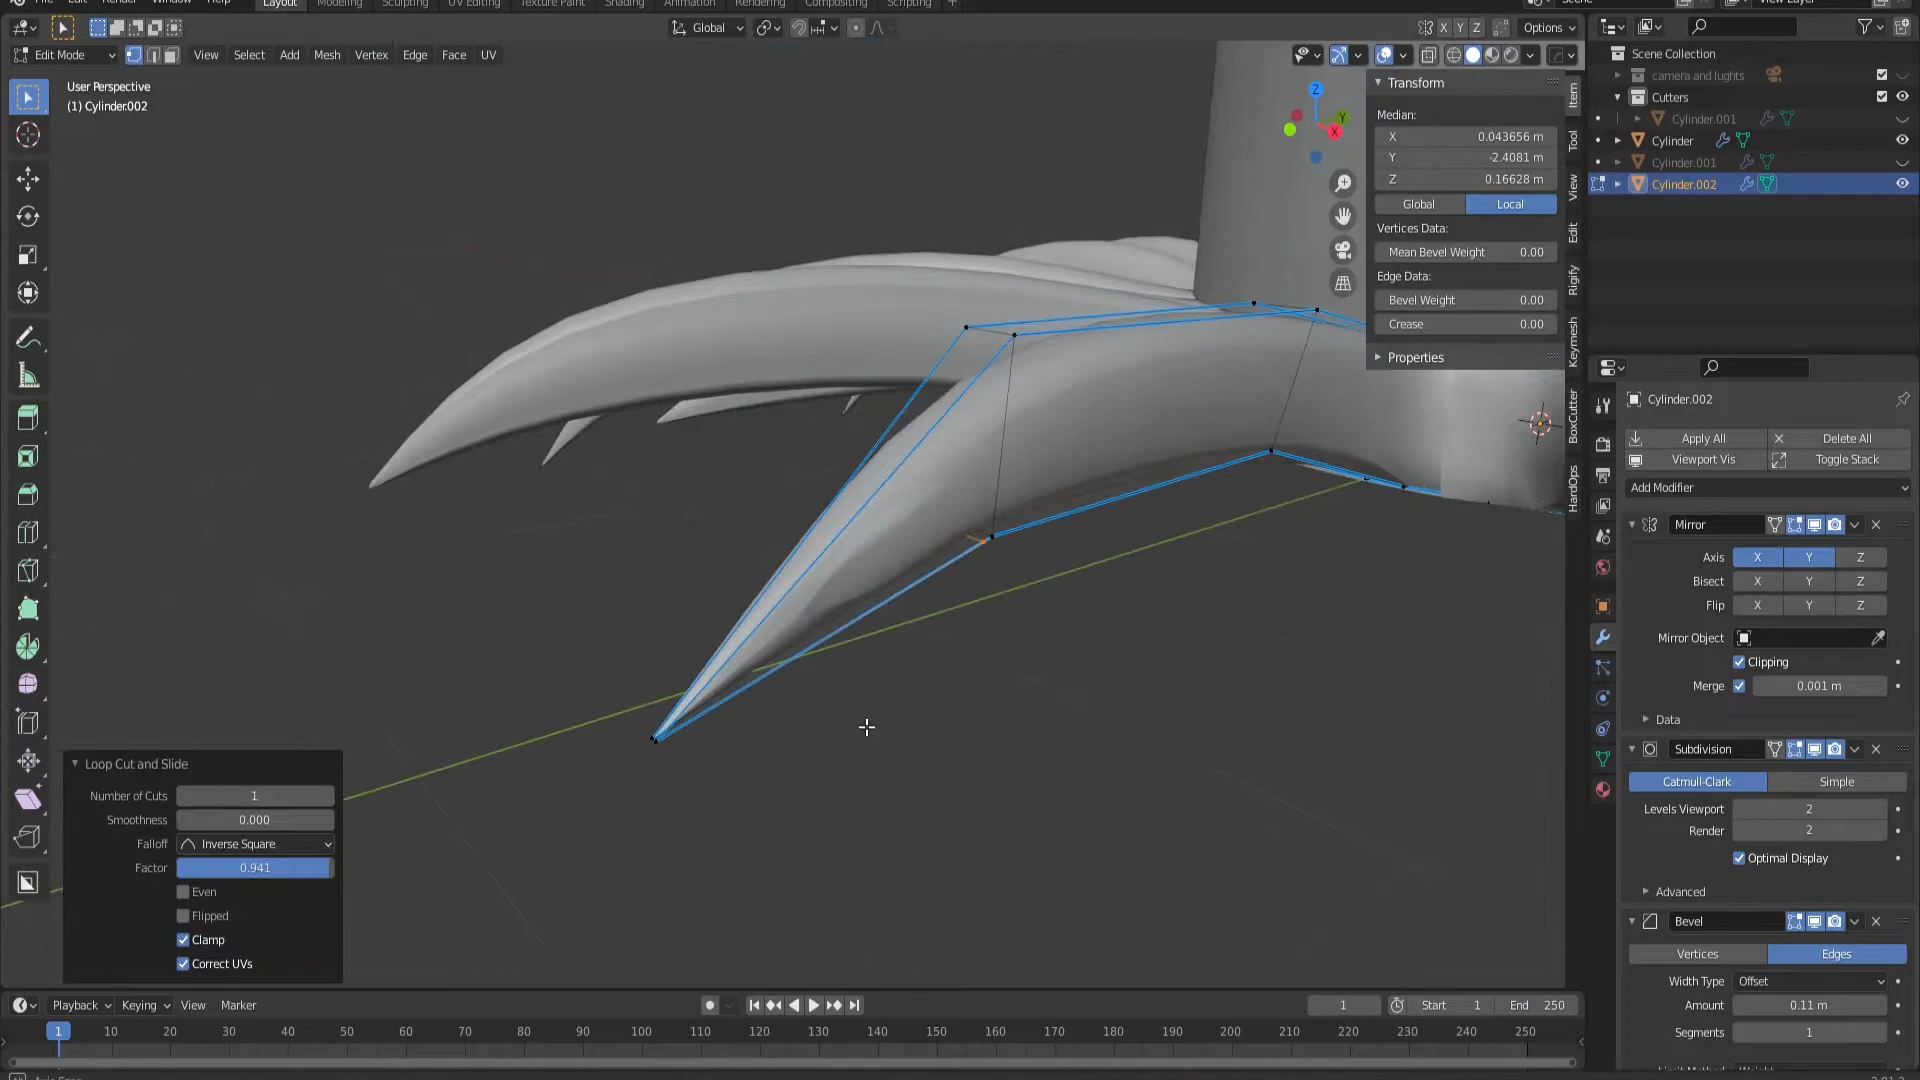 Layout Modeling Sculpting UV Editing Texture Paint Shading Animation Rendering Compositing Scripting +
Global
X Y Z
Options
Edit Mode
View Select Add Mesh Vertex Edge Face UV
User Perspective
(1) Cylinder.002
Z
Y
X
Transform
Median:
X 0.043656 m
Y -2.4081 m
Z 0.16628 m
Global Local
Vertices Data:
Mean Bevel Weight 0.00
Edge Data:
Bevel Weight 0.00
Crease 0.00
Properties
Item
Tool
View
Edit
Rigify
Keymesh
BoxCutter
HardOps
Scene Collection
camera and lughts
Cutters
Cylinder.001
Cylinder
Cylinder.001
Cylinder.002
Cylinder.002
Apply All Delete All
Viewport Vis Toggle Stack
Add Modifier
Mirror
Axis X Y Z
Bisect X Y Z
Flip X Y Z
Mirror Object
Clipping
Merge 0.001 m
Data
Subdivision
Catmull-Clark Simple
Levels Viewport 2
Render 2
Optimal Display
Advanced
Bevel
Vertices Edges
Width Type Offset
Amount 0.11 m
Segments 1
Loop Cut and Slide
Number of Cuts 1
Smoothness 0.000
Falloff Inverse Square
Factor 0.941
Even
Flipped
Clamp
Correct UVs
Playback Keying View Marker
1 Start 1 End 250
1 10 20 30 40 50 60 70 80 90 100 110 120 130 140 150 160 170 180 190 200 210 220 230 240 250